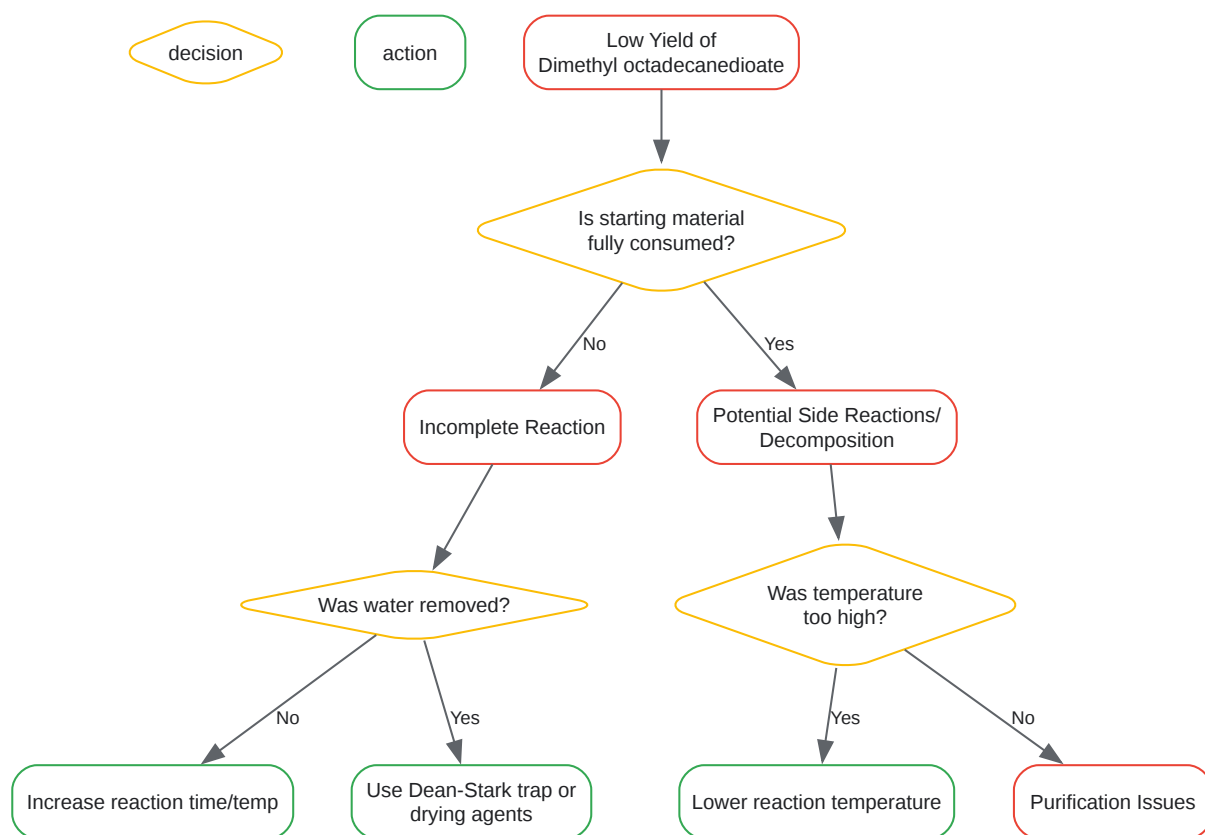 decision
action
Low Yield of
Dimethyl octadecanedioate
Is starting material
fully consumed?
No
Yes
Incomplete Reaction
Potential Side Reactions/
Decomposition
Was water removed?
Was temperature
too high?
No
Yes
Yes
No
Increase reaction time/temp
Use Dean-Stark trap or
drying agents
Lower reaction temperature
Purification Issues